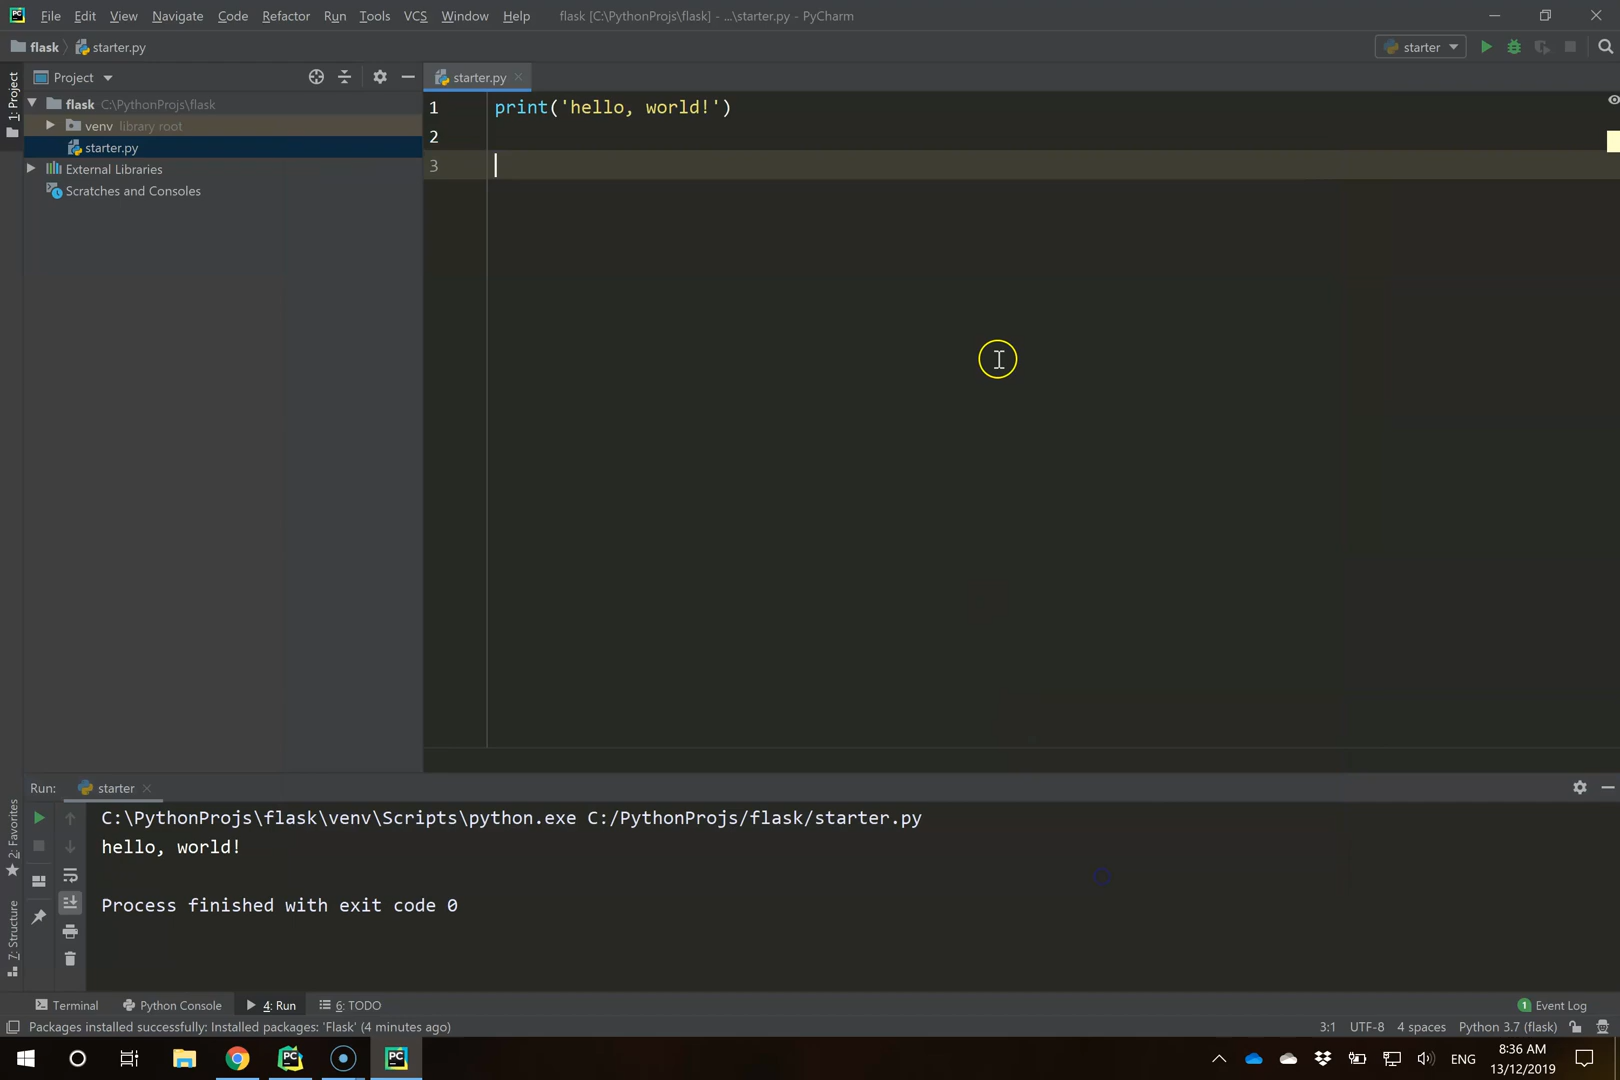 PC File Edit View Navigate Code Refactor Run Tools VCS Window Help flask [C:\PythonProjs\flask] - ...\starter.py - PyCharm
flask starter.py starter
1: Project
Project starter.py
flask C:\PythonProjs\flask
venv library root
starter.py
External Libraries
Scratches and Consoles
1 print('hello, world!')
2
3
2: Favorites
7: Structure
Run: starter
C:\PythonProjs\flask\venv\Scripts\python.exe C:/PythonProjs/flask/starter.py
hello, world!
Process finished with exit code 0
Terminal Python Console 4: Run 6: TODO 1 Event Log
Packages installed successfully: Installed packages: 'Flask' (4 minutes ago) 3:1 UTF-8 4 spaces Python 3.7 (flask)
PC PC ENG 8:36 AM
13/12/2019